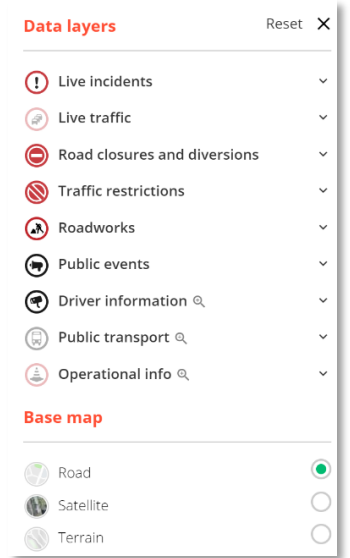 Data layers Reset
Live incidents
Live traffic
Road closures and diversions
Traffic restrictions
Roadworks
Public events
Driver information
Public transport
Operational info
Base map
Road
Satellite
Terrain